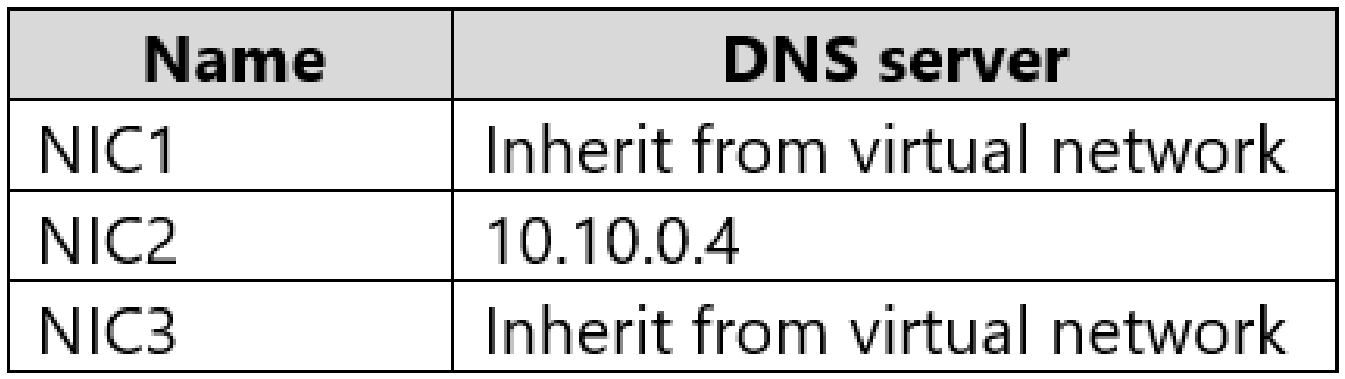 Name DNS server
NIC1 Inherit from virtual network
NIC2 10.10.0.4
NIC3 Inherit from virtual network